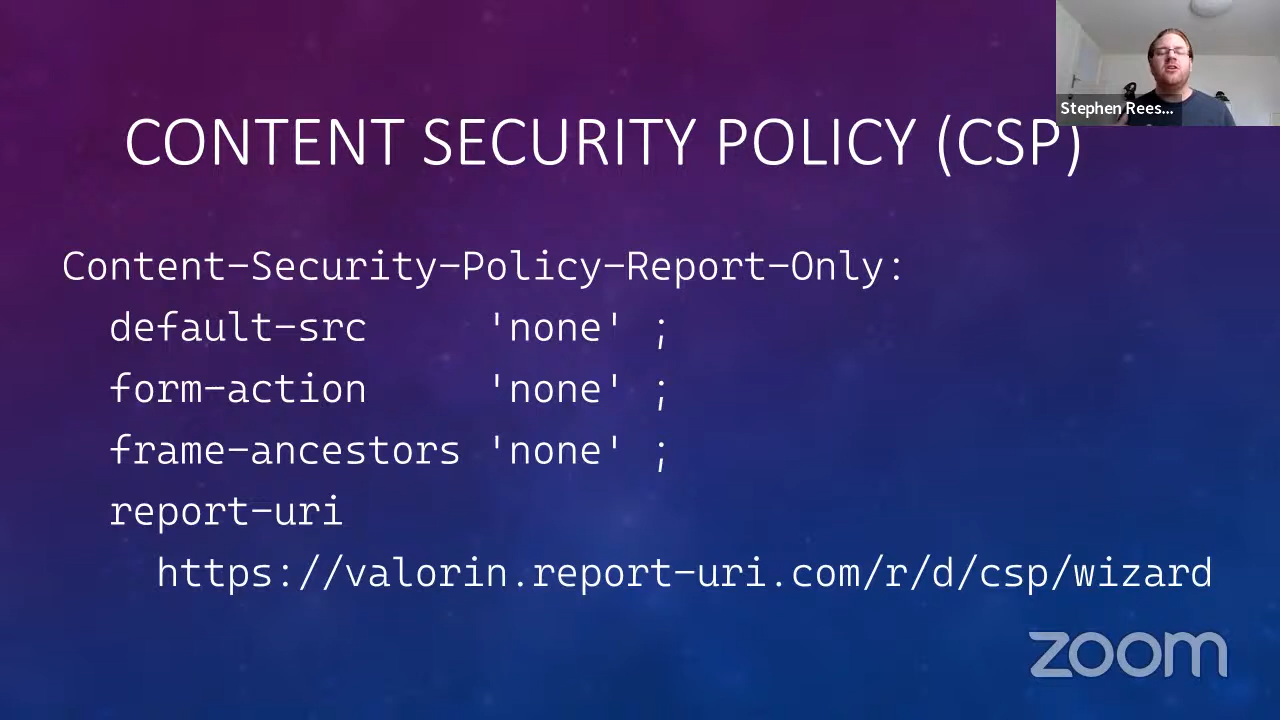 Stephen Rees...
CONTENT SECURITY POLICY (CSP)
Content-Security-Policy-Report-Only:
default-src 'none' ;
form-action 'none' ;
frame-ancestors 'none' ;
report-uri
https://valorin.report-uri.com/r/d/csp/wizard
zoom